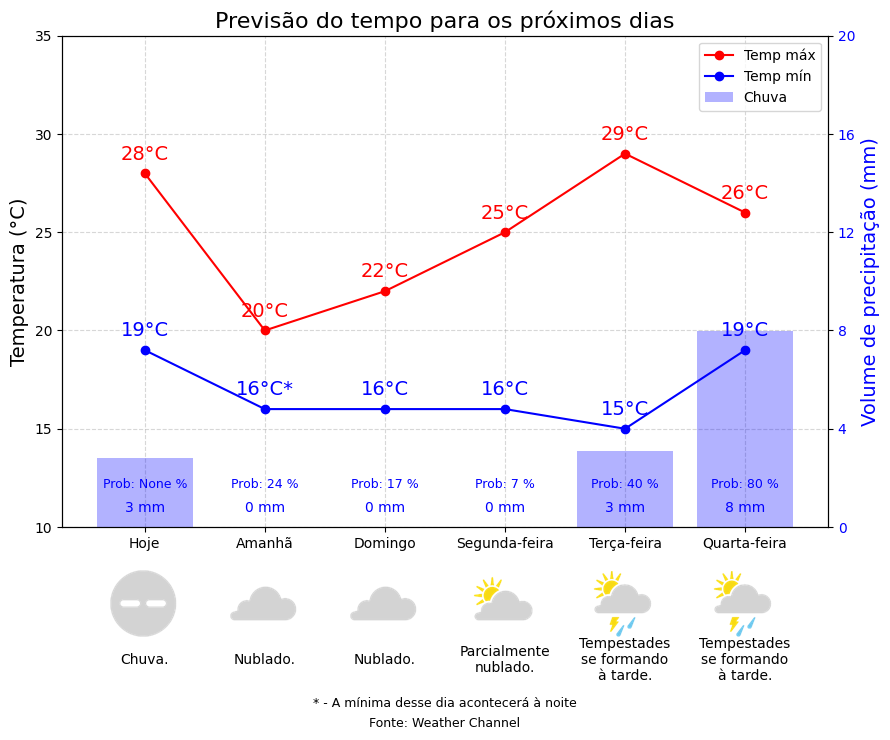 Previsão do tempo para os próximos dias
Temperatura (°C)
Volume de precipitação (mm)
35
30
25
20
15
10
20
16
12
8
4
0
Temp máx
Temp mín
Chuva
28°C
20°C
22°C
25°C
29°C
26°C
19°C
16°C*
16°C
16°C
15°C
19°C
Prob: None %
Prob: 24 %
Prob: 17 %
Prob: 7 %
Prob: 40 %
Prob: 80 %
3 mm
0 mm
0 mm
0 mm
3 mm
8 mm
Hoje
Amanhã
Domingo
Segunda-feira
Terça-feira
Quarta-feira
Chuva.
Nublado.
Nublado.
Parcialmente
nublado.
Tempestades
se formando
à tarde.
Tempestades
se formando
à tarde.
* - A mínima desse dia acontecerá à noite
Fonte: Weather Channel